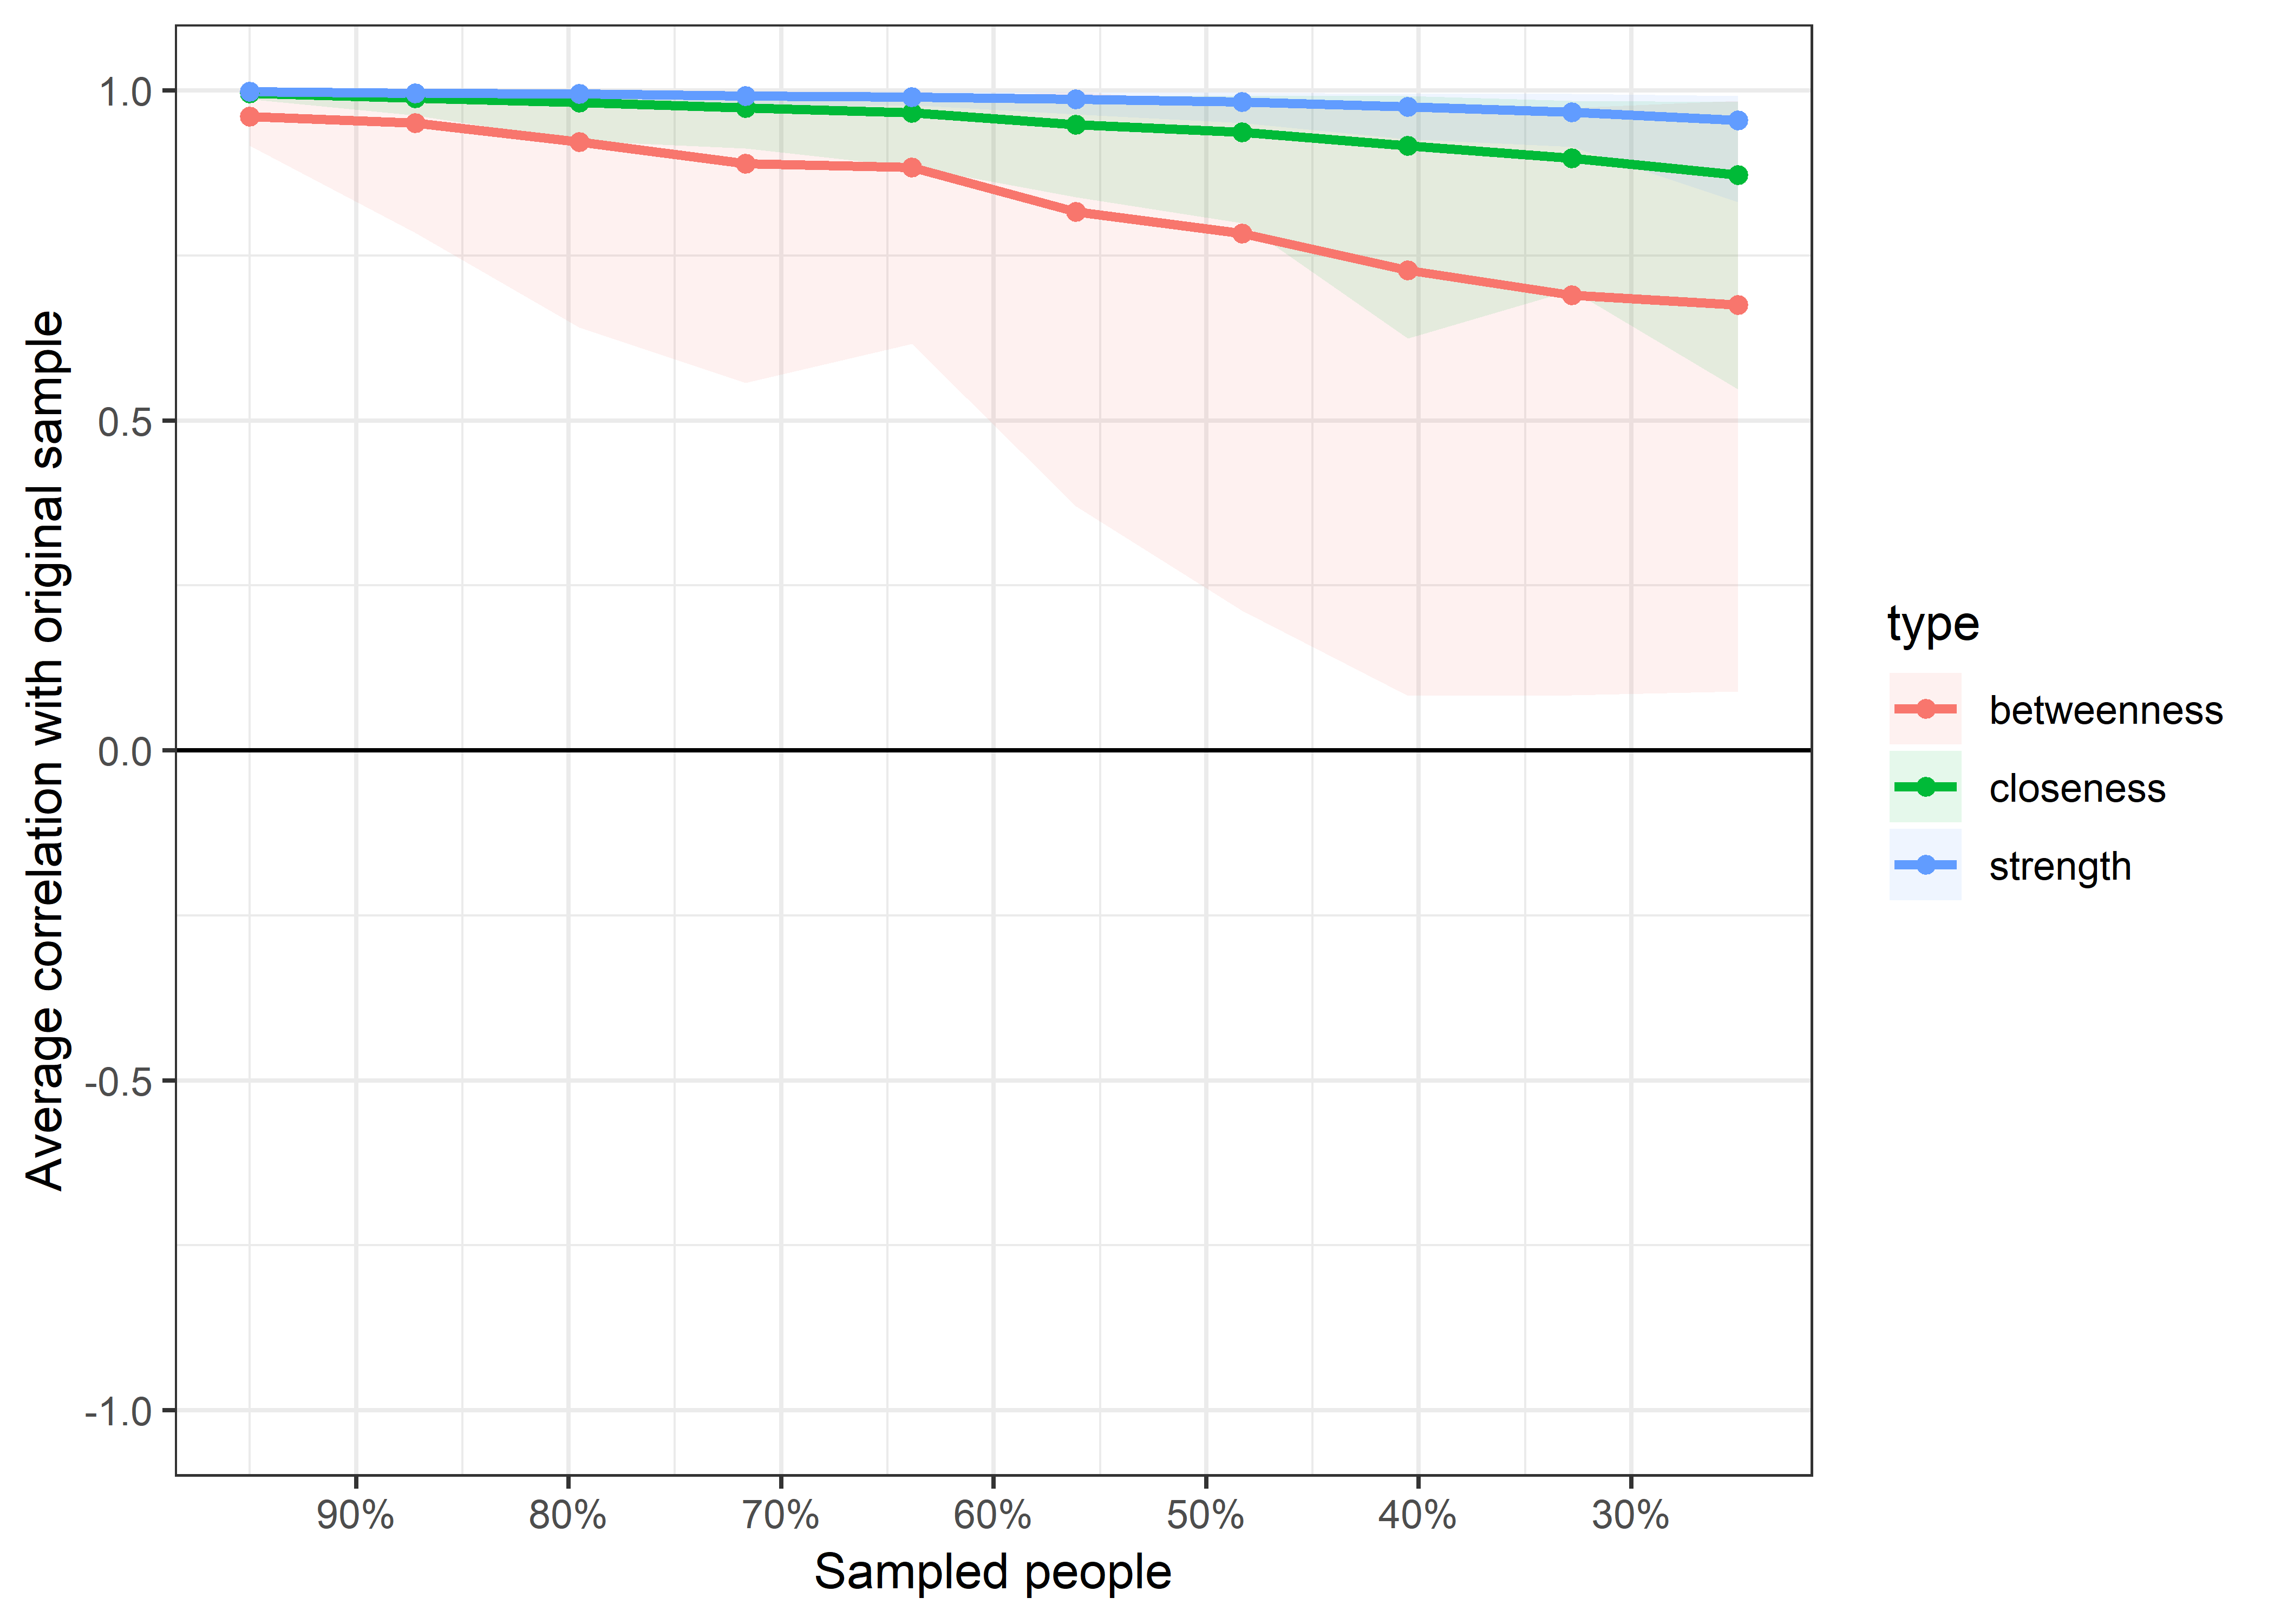 Average correlation with original sample
1.0
0.5
0.0
-0.5
-1.0
90% 80% 70% 60% 50% 40% 30%
Sampled people
type
betweenness
closeness
strength